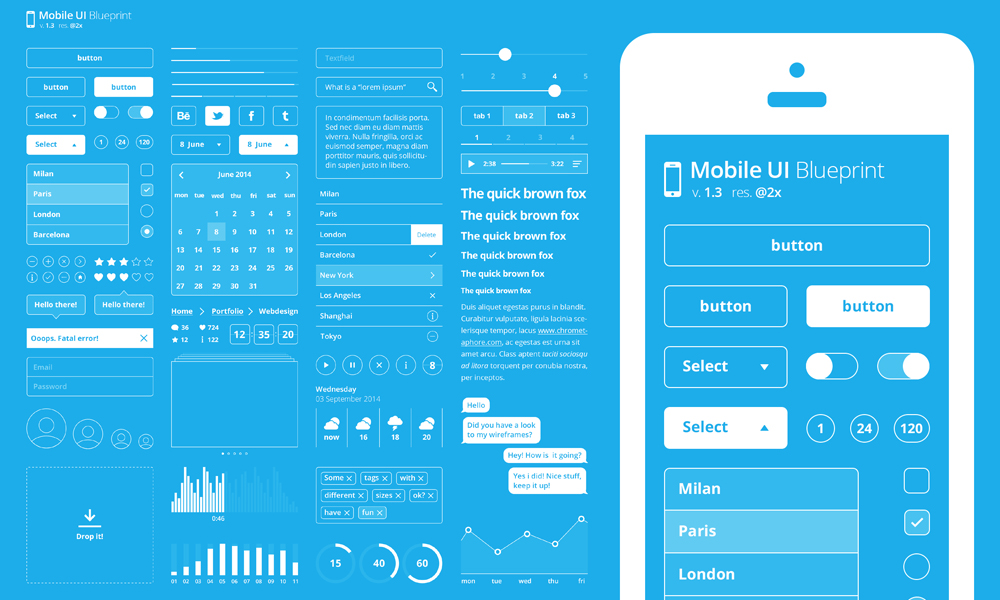 Mobile UI Blueprint
v. 1.3 res. @2x
button
button
button
Select
Select
1
24
120
Milan
Paris
London
Barcelona
Hello there!
Hello there!
Ooops. Fatal error!
Email
Password
Drop it!
Bē
f
t
8 June
8 June
June 2014
mon tue wed thu fri sat sun
1 2 3 4 5
6 7 8 9 10 11 12
13 14 15 16 17 18 19
20 21 22 23 24 25 26
27 28 29 30 31
Home > Portfolio > Webdesign
36 724
12 122
12 : 35 : 20
0:46
01 02 03 04 05 06 07 08 09 10 11
Textfield
What is a "lorem ipsum"
In condimentum facilisis porta.
Sed nec diam eu diam mattis
viverra. Nulla fringilla, orci ac
euismod semper, magna diam
porttitor mauris, quis sollicitu-
din sapien justo in libero.
Milan
Paris
London
Delete
Barcelona
New York
Los Angeles
Shanghai
Tokyo
8
Wednesday
03 September 2014
now 16 18 20
Some × tags × with ×
different × sizes × ok? ×
have × fun ×
15 40 60
1 2 3 4 5
tab 1 tab 2 tab 3
1 2 3 4
2:38 3:22
The quick brown fox
The quick brown fox
The quick brown fox
The quick brown fox
The quick brown fox
The quick brown fox
Duis aliquet egestas purus in blandit.
Curabitur vulputate, ligula lacinia sce-
lerisque tempor, lacus www.chromet-
aphore.com, ac egestas est urna sit
amet arcu. Class aptent taciti sociosqu
ad litora torquent per conubia nostra,
per inceptos.
Hello
Did you have a look
to my wireframes?
Hey! How is it going?
Yes i did! Nice stuff,
keep it up!
mon tue wed thu fri
Mobile UI Blueprint
v. 1.3 res. @2x
button
button
button
Select
Select
1
24
120
Milan
Paris
London